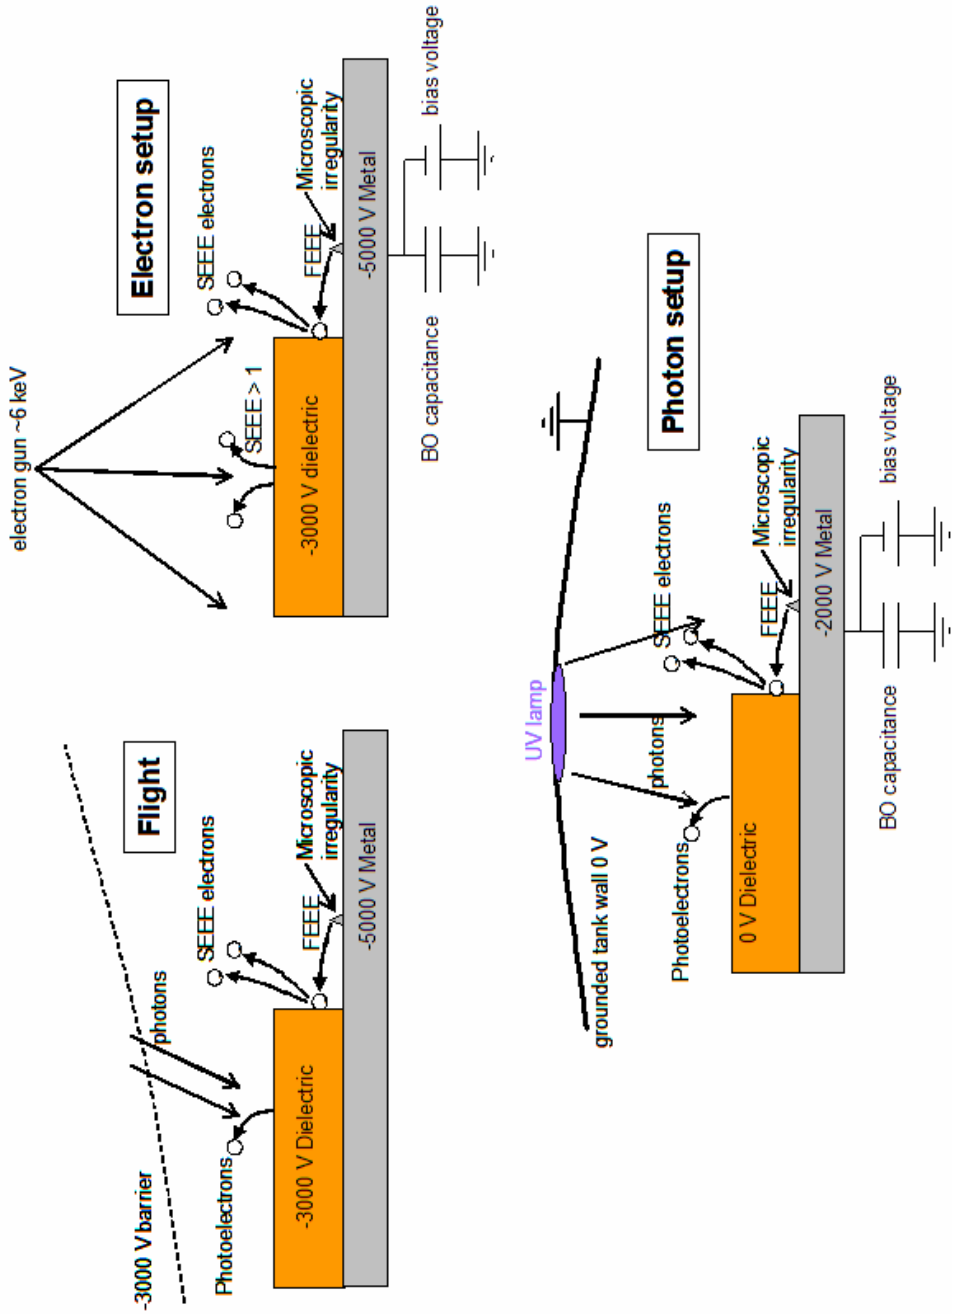 Flight
-3000 V barrier
photons
Photoelectrons
SEEE electrons
FEEE
Microscopic
irregularity
-3000 V Dielectric
-5000 V Metal
Electron setup
electron gun ~6 keV
SEEE > 1
SEEE electrons
FEEE
Microscopic
irregularity
-3000 V dielectric
-5000 V Metal
BO capacitance
bias voltage
Photon setup
UV lamp
grounded tank wall 0 V
photons
Photoelectrons
SEEE electrons
FEEE
Microscopic
irregularity
0 V Dielectric
-2000 V Metal
BO capacitance
bias voltage